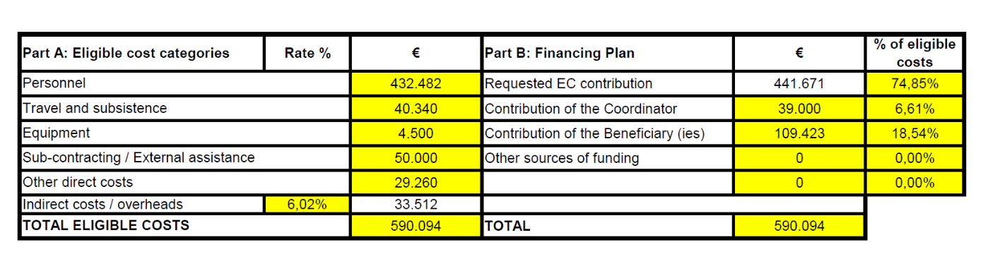 Part A: Eligible cost categories Rate % € Part B: Financing Plan € % of eligible costs
Personnel 432.482 Requested EC contribution 441.671 74,85%
Travel and subsistence 40.340 Contribution of the Coordinator 39.000 6,61%
Equipment 4.500 Contribution of the Beneficiary (ies) 109.423 18,54%
Sub-contracting / External assistance 50.000 Other sources of funding 0 0,00%
Other direct costs 29.260 0 0,00%
Indirect costs / overheads 6,02% 33.512
TOTAL ELIGIBLE COSTS 590.094 TOTAL 590.094